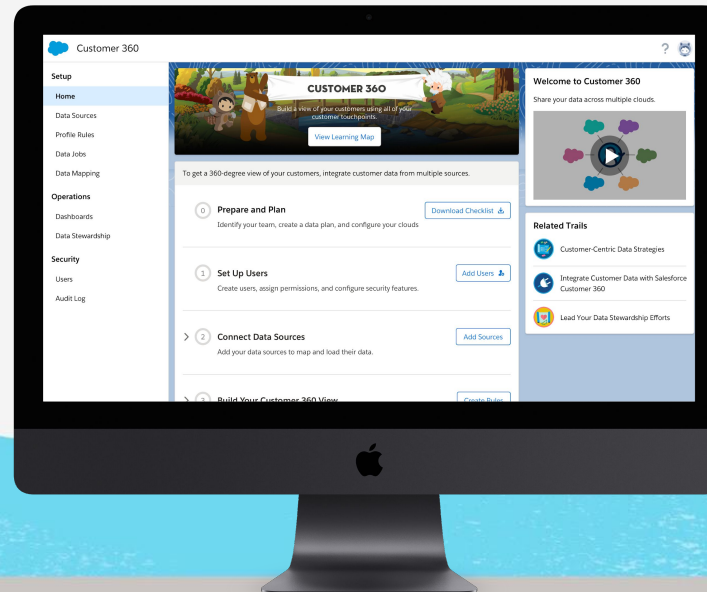 Customer 360
?
Setup
Home
Data Sources
Profile Rules
Data Jobs
Data Mapping
Operations
Dashboards
Data Stewardship
Security
Users
Audit Log
CUSTOMER 360
Build a view of your customers using all of your
customer touchpoints.
View Learning Map
To get a 360-degree view of your customers, integrate customer data from multiple sources.
0 Prepare and Plan Download Checklist
Identify your team, create a data plan, and configure your clouds
1 Set Up Users Add Users
Create users, assign permissions, and configure security features.
2 Connect Data Sources Add Sources
Add your data sources to map and load their data.
3 Build Your Customer 360 View Create Rules
Welcome to Customer 360
Share your data across multiple clouds.
Related Trails
Customer-Centric Data Strategies
Integrate Customer Data with Salesforce
Customer 360
Lead Your Data Stewardship Efforts